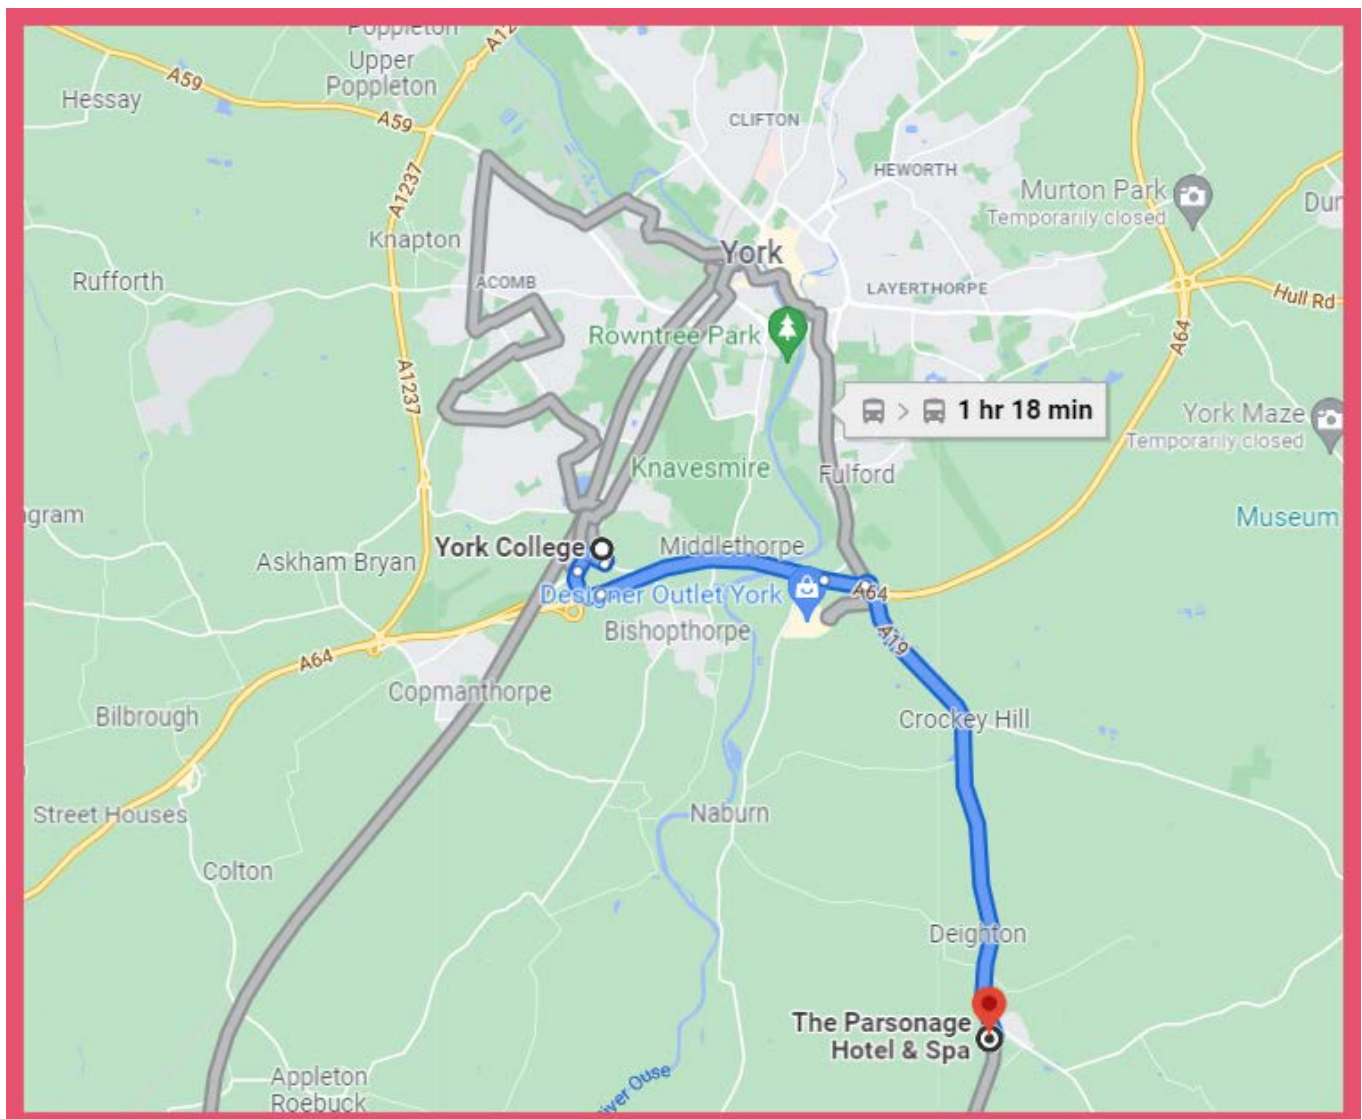 Poppleton
Upper
Poppleton
A59
Hessay
A59
CLIFTON
HEWORTH
Murton Park
Temporarily closed
A1237
Knapton
York
Rufforth
ACOMB
LAYERTHORPE
Hull Rd
Rowntree Park
A64
A1237
1 hr 18 min
York Maze
Temporarily closed
Knavesmire
Fulford
Museum
York College
Middlethorpe
Askham Bryan
Designer Outlet York
A64
Bishopthorpe
A19
A64
Copmanthorpe
Bilbrough
Crockey Hill
Street Houses
Naburn
Colton
Deighton
The Parsonage
Hotel & Spa
Appleton
Roebuck
River Ouse